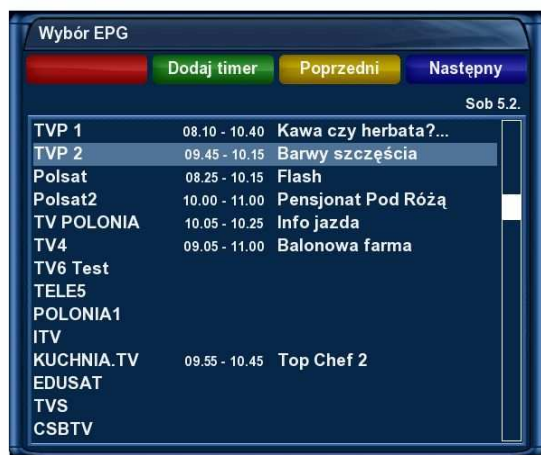 Wybór EPG
Dodaj timer Poprzedni Następny
Sob 5.2.
TVP 1 08.10 - 10.40 Kawa czy herbata?...
TVP 2 09.45 - 10.15 Barwy szczęścia
Polsat 08.25 - 10.15 Flash
Polsat2 10.00 - 11.00 Pensjonat Pod Różą
TV POLONIA 10.05 - 10.25 Info jazda
TV4 09.05 - 11.00 Balonowa farma
TV6 Test
TELE5
POLONIA1
ITV
KUCHNIA.TV 09.55 - 10.45 Top Chef 2
EDUSAT
TVS
CSBTV